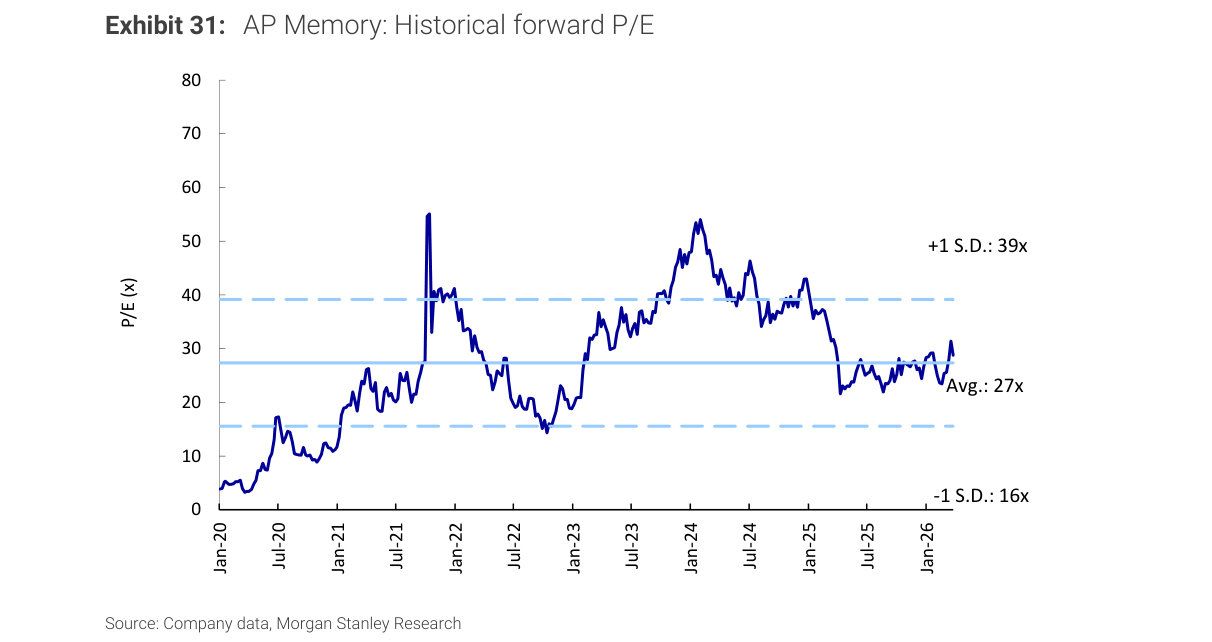 Exhibit 31: AP Memory: Historical forward P/E
80
70
60
50
40
30
20
10
0
P/E (x)
+1 S.D.: 39x
Avg.: 27x
-1 S.D.: 16x
Jan-20
Jul-20
Jan-21
Jul-21
Jan-22
Jul-22
Jan-23
Jul-23
Jan-24
Jul-24
Jan-25
Jul-25
Jan-26
Source: Company data, Morgan Stanley Research